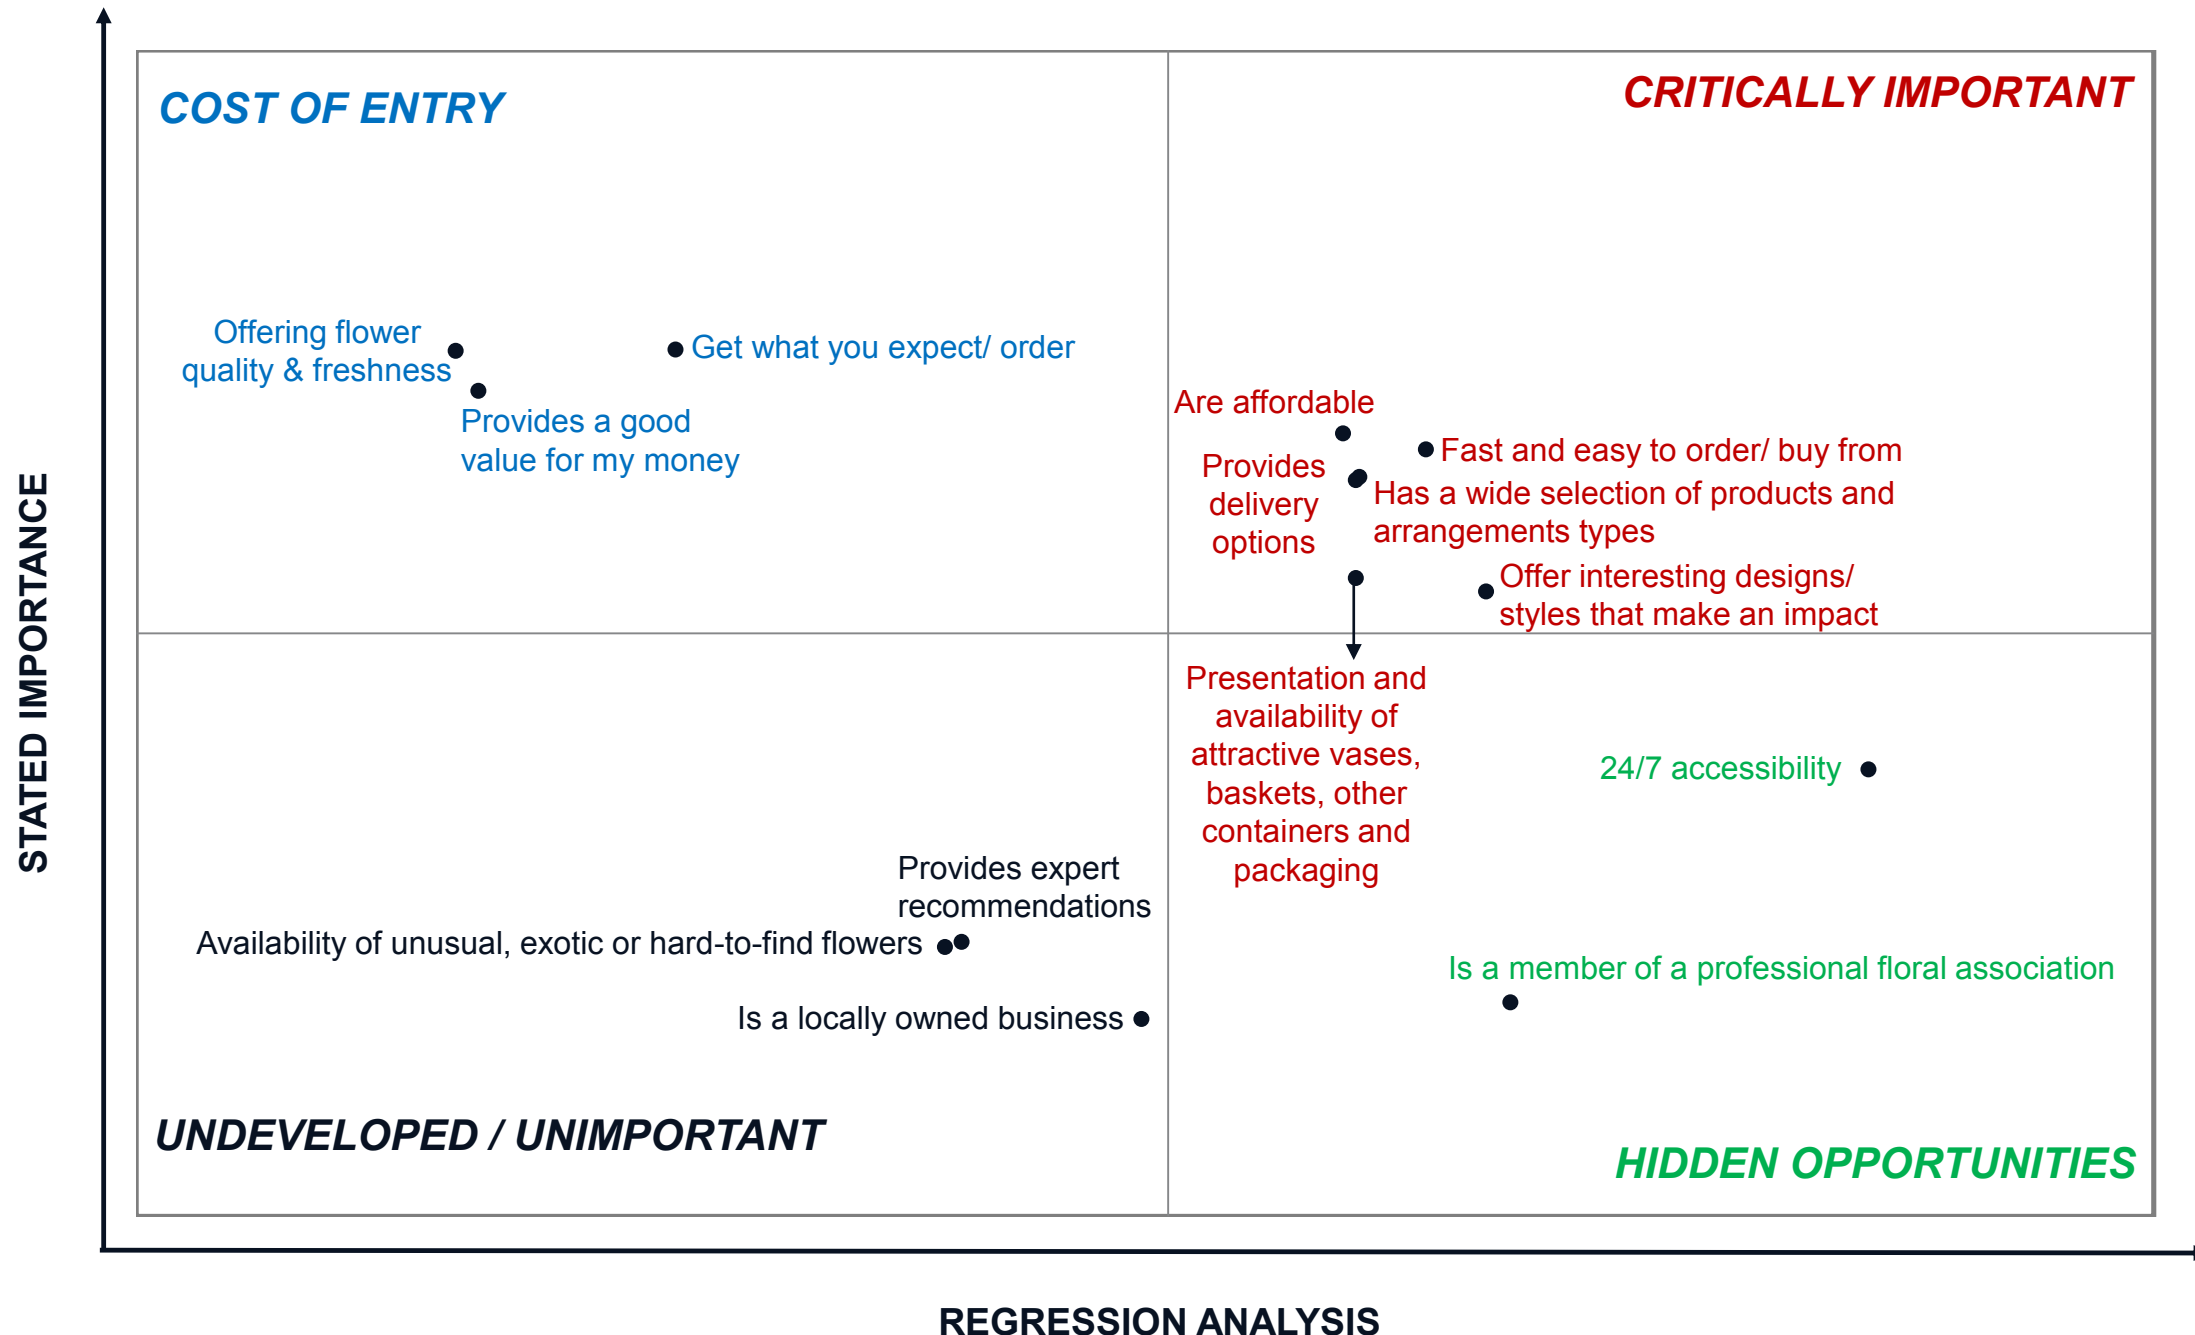 COST OF ENTRY
CRITICALLY IMPORTANT
Offering flower
quality & freshness
Get what you expect/ order
Provides a good
value for my money
Are affordable
Fast and easy to order/ buy from
Provides
delivery
options
Has a wide selection of products and
arrangements types
Offer interesting designs/
styles that make an impact
STATED IMPORTANCE
Presentation and
availability of
attractive vases,
baskets, other
containers and
packaging
24/7 accessibility
Provides expert
recommendations
Availability of unusual, exotic or hard-to-find flowers
Is a member of a professional floral association
Is a locally owned business
UNDEVELOPED / UNIMPORTANT
HIDDEN OPPORTUNITIES
REGRESSION ANALYSIS